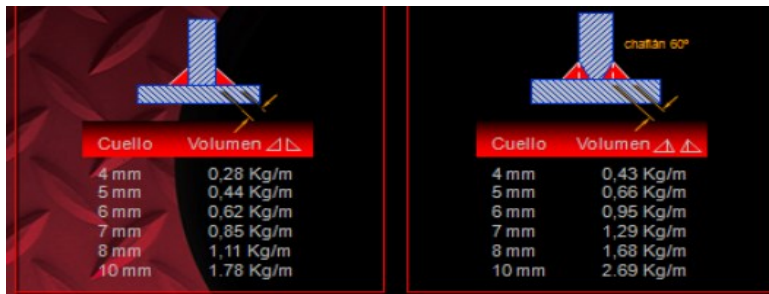 Cuello Volumen
4 mm 0,28 Kg/m
5 mm 0,44 Kg/m
6 mm 0,62 Kg/m
7 mm 0,85 Kg/m
8 mm 1,11 Kg/m
10 mm 1.78 Kg/m
chaflán 60º
Cuello Volumen
4 mm 0,43 Kg/m
5 mm 0,66 Kg/m
6 mm 0,95 Kg/m
7 mm 1,29 Kg/m
8 mm 1,68 Kg/m
10 mm 2.69 Kg/m